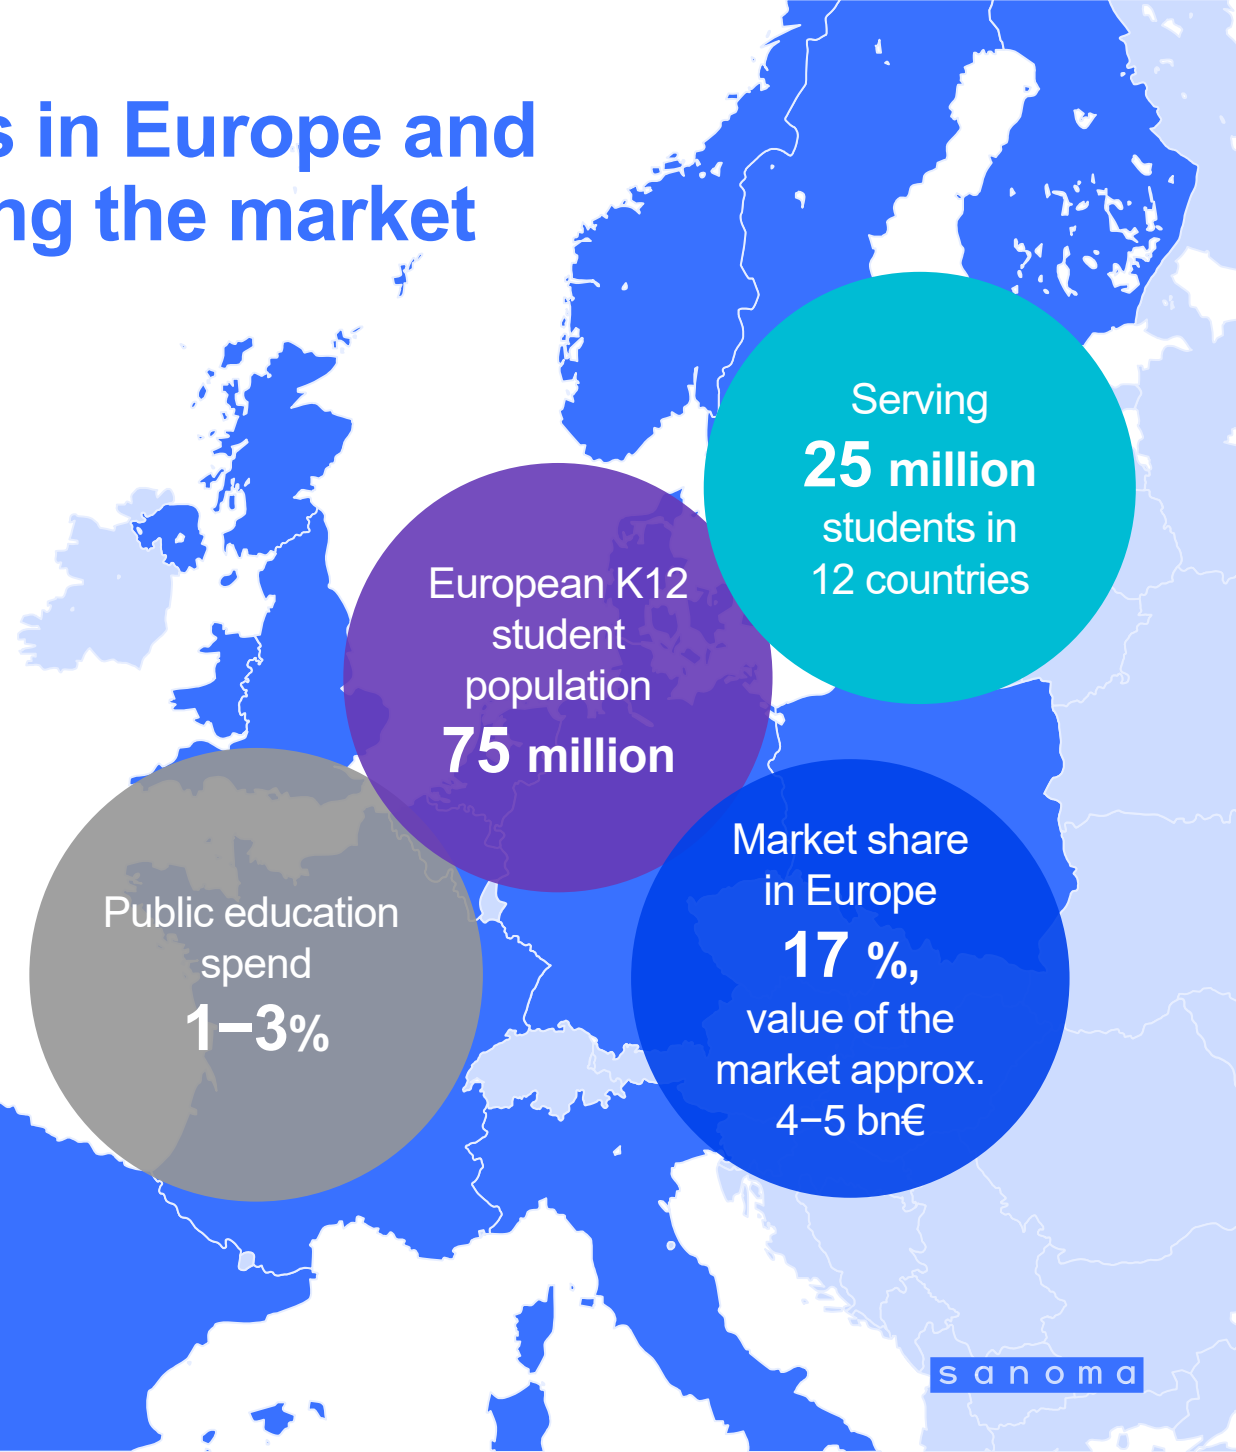 s in Europe and
ng the market
Serving
25 million
students in
12 countries
European K12
student
population
75 million
Public education
spend
1–3%
Market share
in Europe
17 %,
value of the
market approx.
4–5 bn€
sanoma